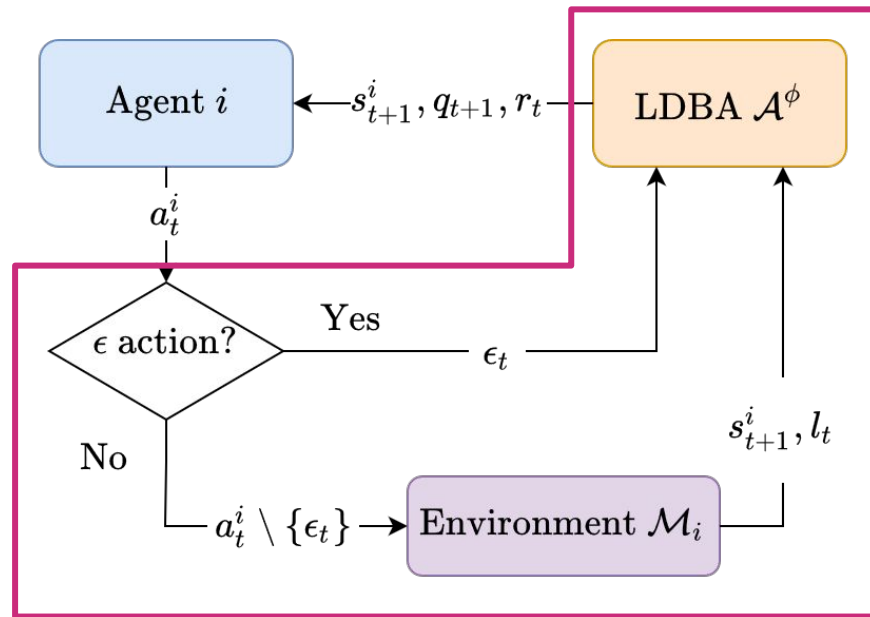 Agent i
s^i_{t+1}, q_{t+1}, r_t
LDBA 𝒜^ϕ
a^i_t
ϵ action?
Yes
ϵ_t
No
s^i_{t+1}, l_t
a^i_t \ {ϵ_t}
Environment ℳ_i